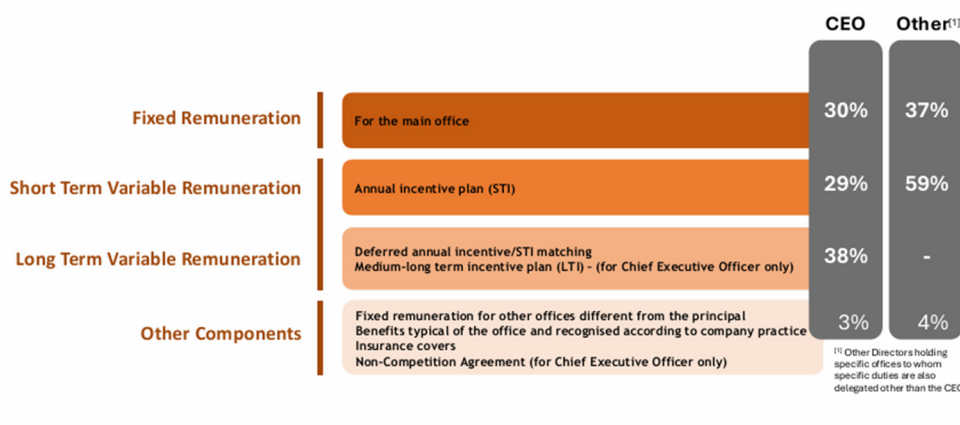 CEO Other[1]
Fixed Remuneration
For the main office
30% 37%
Short Term Variable Remuneration
Annual incentive plan (STI)
29% 59%
Long Term Variable Remuneration
Deferred annual incentive/STI matching
Medium-long term incentive plan (LTI) - (for Chief Executive Officer only)
38% -
Other Components
Fixed remuneration for other offices different from the principal
Benefits typical of the office and recognised according to company practice
Insurance covers
Non-Competition Agreement (for Chief Executive Officer only)
3% 4%
[1] Other Directors holding
specific offices to whom
specific duties are also
delegated other than the CEO